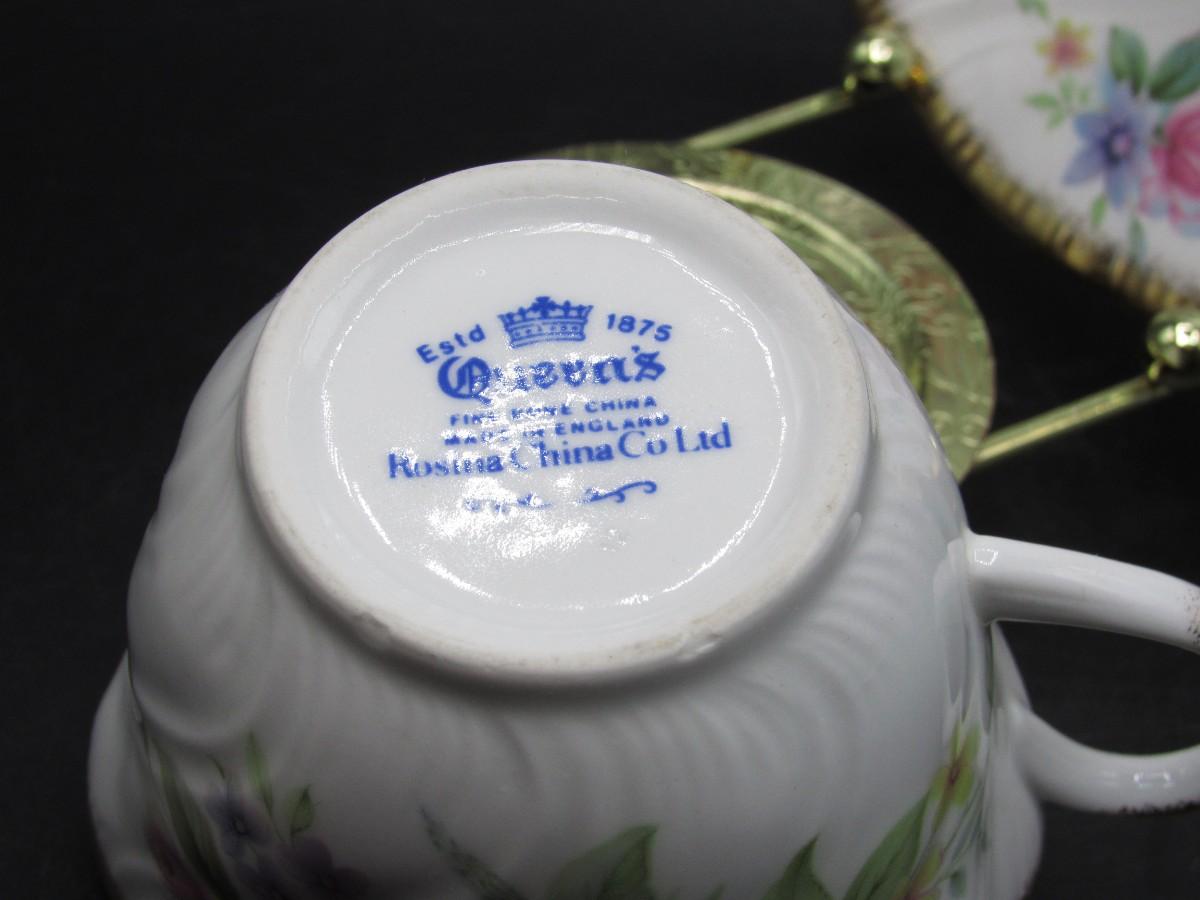 Estd 1875
Queen's
FINE BONE CHINA
MADE IN ENGLAND
Rosina China Co Ltd